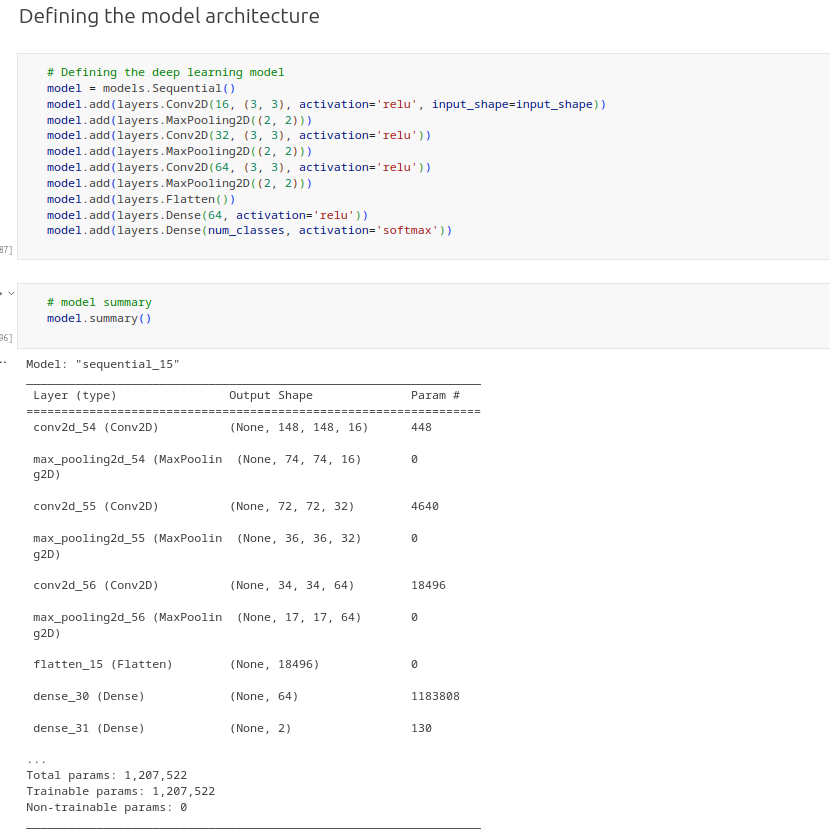 Defining the model architecture
# Defining the deep learning model
model = models.Sequential()
model.add(layers.Conv2D(16, (3, 3), activation='relu', input_shape=input_shape))
model.add(layers.MaxPooling2D((2, 2)))
model.add(layers.Conv2D(32, (3, 3), activation='relu'))
model.add(layers.MaxPooling2D((2, 2)))
model.add(layers.Conv2D(64, (3, 3), activation='relu'))
model.add(layers.MaxPooling2D((2, 2)))
model.add(layers.Flatten())
model.add(layers.Dense(64, activation='relu'))
model.add(layers.Dense(num_classes, activation='softmax'))
87]
# model summary
model.summary()
96]
Model: "sequential_15"
_________________________________________________________________
Layer (type) Output Shape Param #
=================================================================
conv2d_54 (Conv2D) (None, 148, 148, 16) 448
max_pooling2d_54 (MaxPoolin (None, 74, 74, 16) 0
g2D)
conv2d_55 (Conv2D) (None, 72, 72, 32) 4640
max_pooling2d_55 (MaxPoolin (None, 36, 36, 32) 0
g2D)
conv2d_56 (Conv2D) (None, 34, 34, 64) 18496
max_pooling2d_56 (MaxPoolin (None, 17, 17, 64) 0
g2D)
flatten_15 (Flatten) (None, 18496) 0
dense_30 (Dense) (None, 64) 1183808
dense_31 (Dense) (None, 2) 130
...
Total params: 1,207,522
Trainable params: 1,207,522
Non-trainable params: 0
_________________________________________________________________